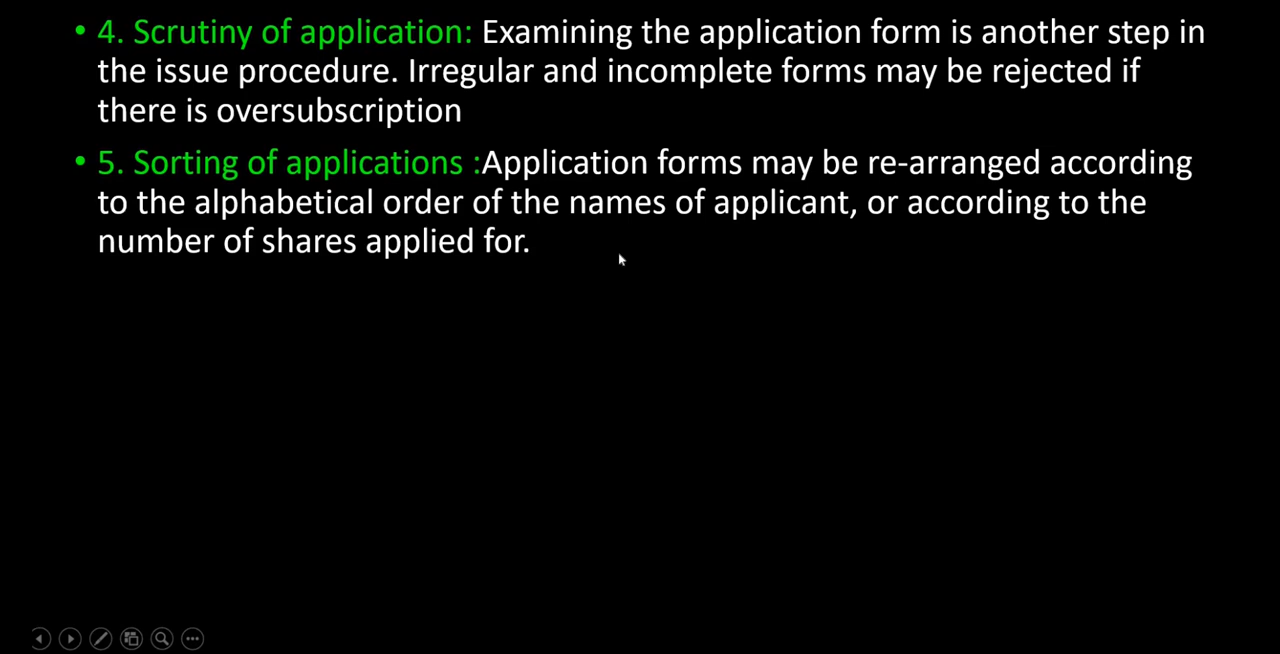 • 4. Scrutiny of application: Examining the application form is another step in
the issue procedure. Irregular and incomplete forms may be rejected if
there is oversubscription
• 5. Sorting of applications :Application forms may be re-arranged according
to the alphabetical order of the names of applicant, or according to the
number of shares applied for.